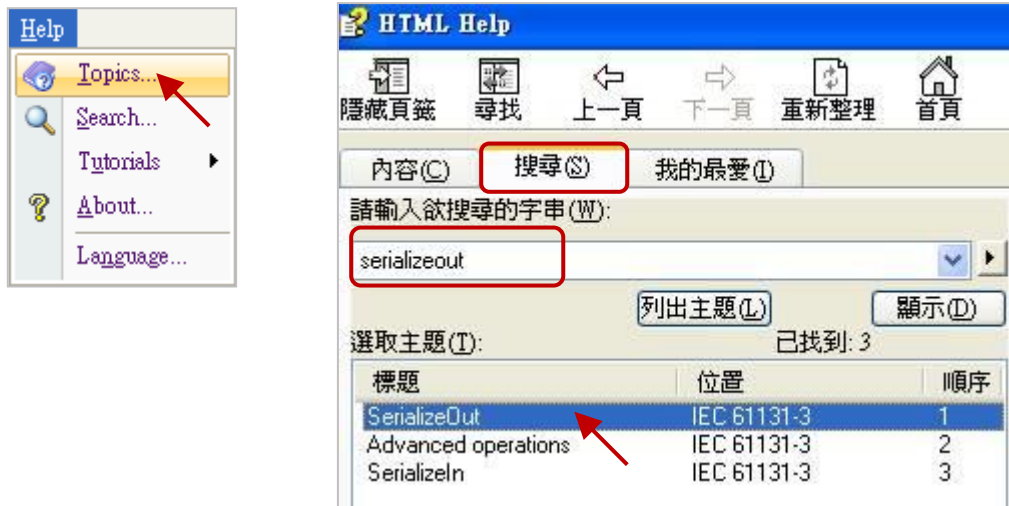 Help
Topics...
Search...
Tutorials
About...
Language...
HTML Help
隱藏頁籤 尋找 上一頁 下一頁 重新整理 首頁
內容(C) 搜尋(S) 我的最愛(I)
請輸入欲搜尋的字串(W):
serializeout
列出主題(L) 顯示(D)
選取主題(T): 已找到: 3
標題 位置 順序
SerializeOut IEC 61131-3 1
Advanced operations IEC 61131-3 2
SerializeIn IEC 61131-3 3